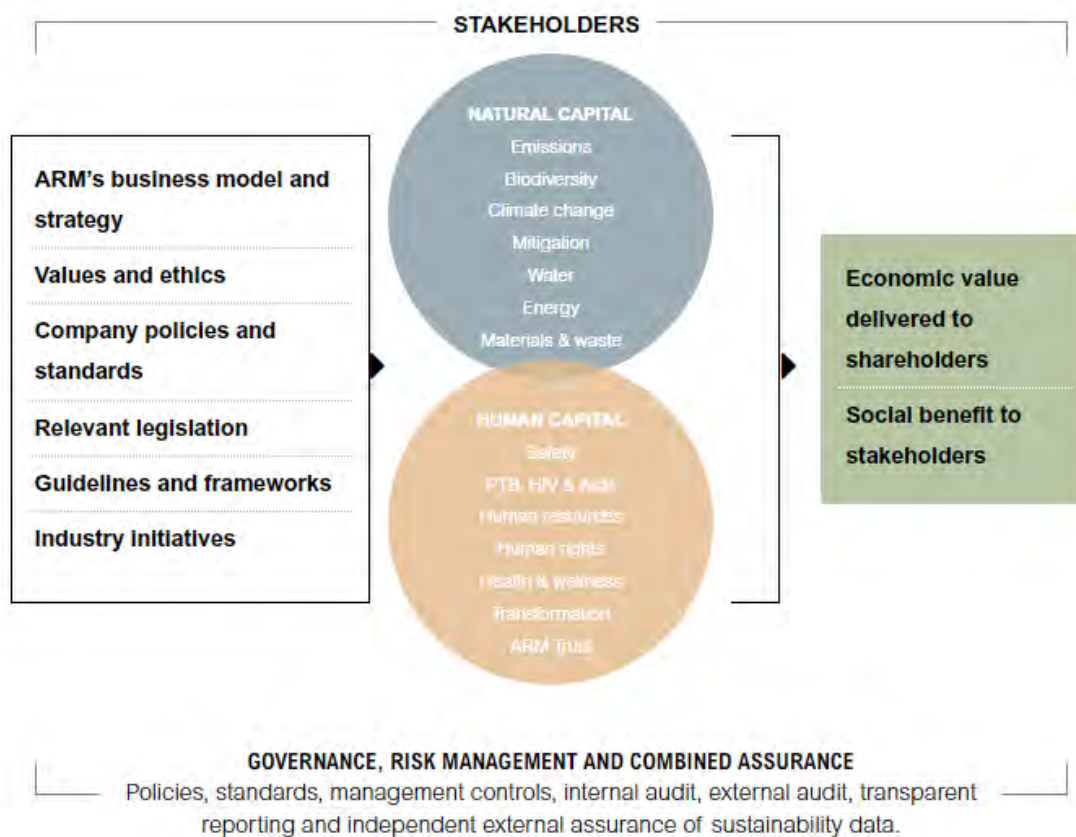 STAKEHOLDERS
ARM's business model and
strategy
Values and ethics
Company policies and
standards
Relevant legislation
Guidelines and frameworks
Industry initiatives
NATURAL CAPITAL
Emissions
Biodiversity
Climate change
Mitigation
Water
Energy
Materials & waste
HUMAN CAPITAL
Safety
PTB, HIV & Aids
Human resources
Human rights
Health & wellness
Transformation
ARM Trust
Economic value
delivered to
shareholders
Social benefit to
stakeholders
GOVERNANCE, RISK MANAGEMENT AND COMBINED ASSURANCE
Policies, standards, management controls, internal audit, external audit, transparent
reporting and independent external assurance of sustainability data.